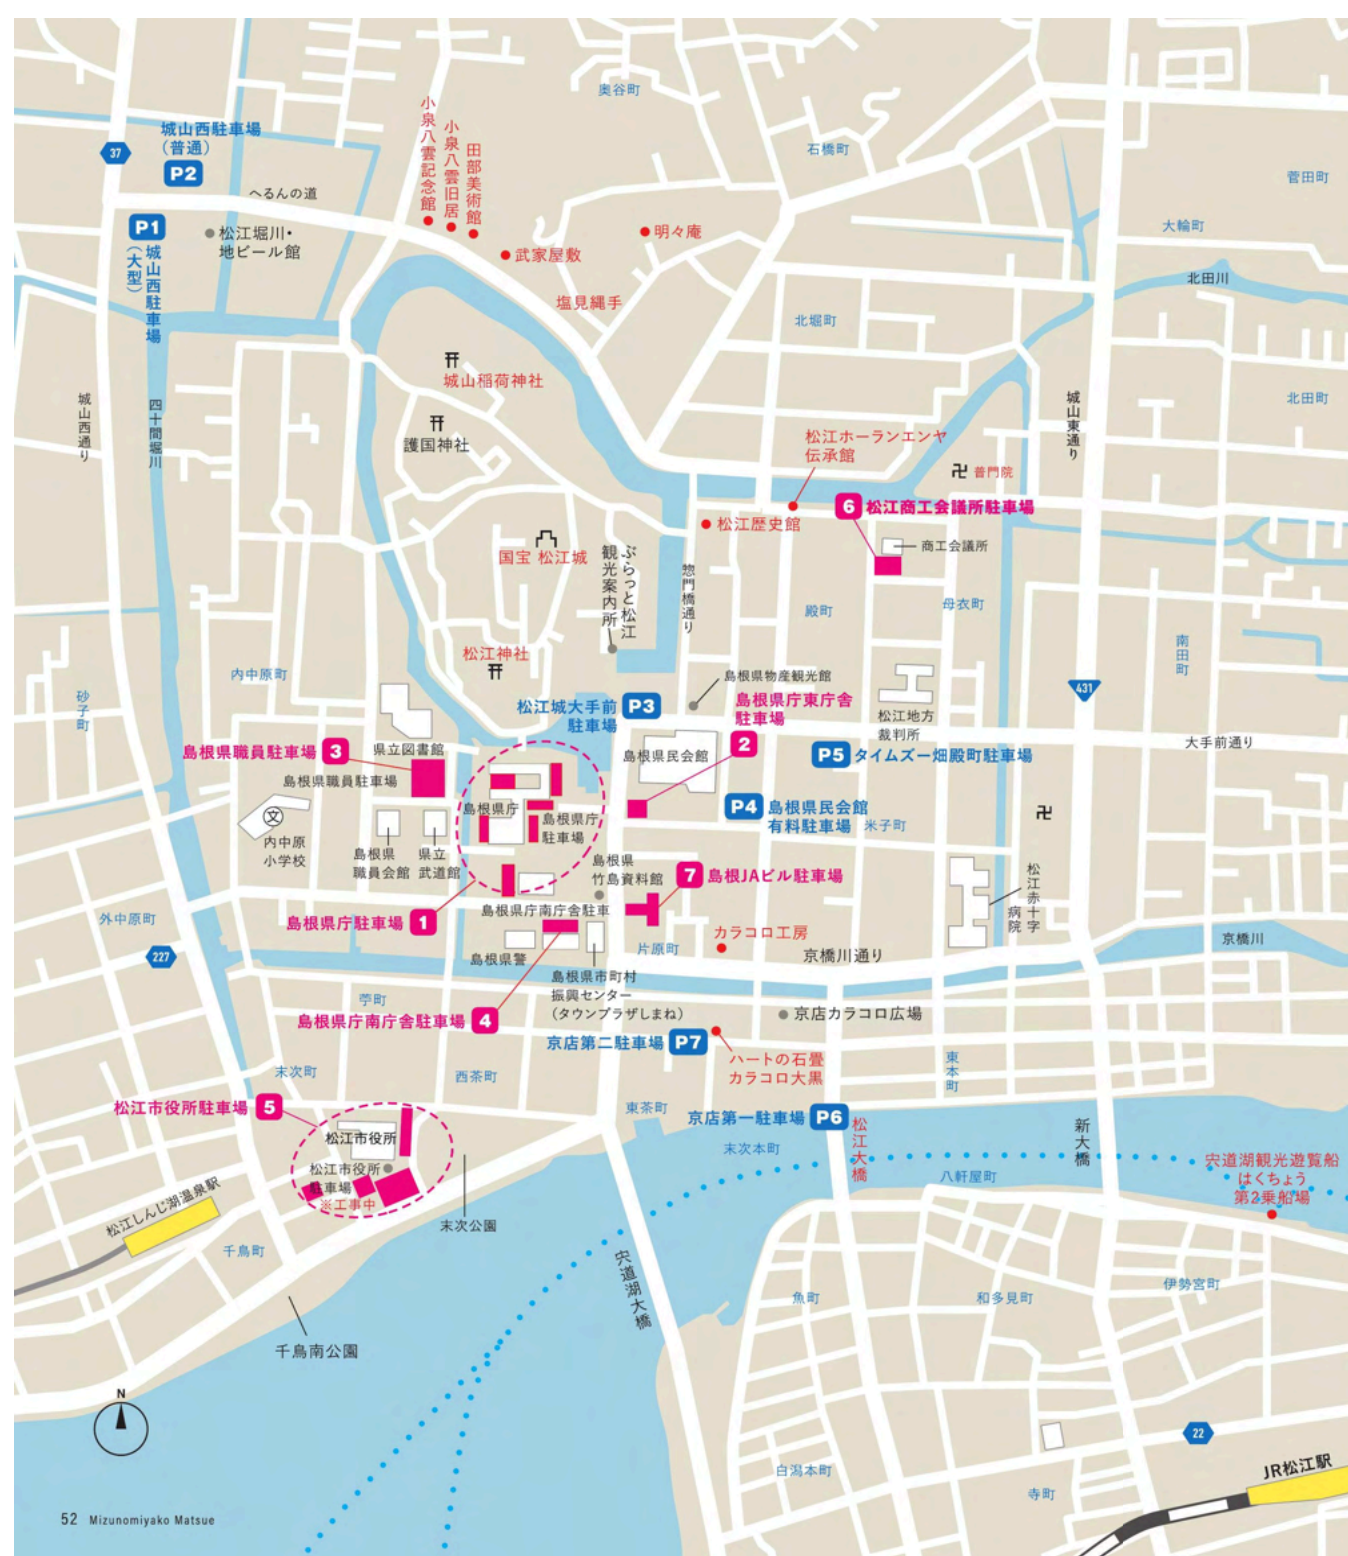 奥谷町
小泉八雲記念館
小泉八雲旧居
田部美術館
城山西駐車場
(普通)
P2
37
石橋町
菅田町
へるんの道
P1
城山西駐車場
(大型)
松江堀川・
地ビール館
武家屋敷
明々庵
大輪町
塩見縄手
北田川
北堀町
城山稲荷神社
護国神社
城山西通り
四十間堀川
城山東通り
北田町
松江ホーランエンヤ
伝承館
普門院
6 松江商工会議所駐車場
松江歴史館
商工会議所
国宝 松江城
ぷらっと松江
観光案内所
惣門橋通り
殿町
母衣町
南田町
松江神社
内中原町
砂子町
島根県物産観光館
松江城大手前
駐車場
P3
島根県庁東庁舎
駐車場
2
松江地方
裁判所
431
大手前通り
島根県職員駐車場 3
県立図書館
島根県職員駐車場
島根県民会館
P5 タイムズ一畑殿町駐車場
島根県庁
島根県庁
駐車場
P4 島根県民会館
有料駐車場
米子町
文
内中原
小学校
島根県
職員会館
県立
武道館
島根県
竹島資料館
7 島根JAビル駐車場
松江赤十字
病院
外中原町
島根県庁駐車場 1
島根県庁南庁舎駐車
カラコロ工房
片原町
京橋川通り
京橋川
227
島根県警
島根県市町村
振興センター
(タウンプラザしまね)
苧町
島根県庁南庁舎駐車場 4
京店カラコロ広場
京店第二駐車場 P7
ハートの石畳
カラコロ大黒
東本町
末次町
西茶町
松江市役所駐車場 5
東茶町
京店第一駐車場 P6
松江大橋
新大橋
松江市役所
末次本町
松江市役所
駐車場
※工事中
八軒屋町
宍道湖観光遊覧船
はくちょう
第2乗船場
松江しんじ湖温泉駅
末次公園
千鳥町
宍道湖大橋
魚町
和多見町
伊勢宮町
千鳥南公園
N
22
白潟本町
寺町
JR松江駅
52 Mizunomiyako Matsue